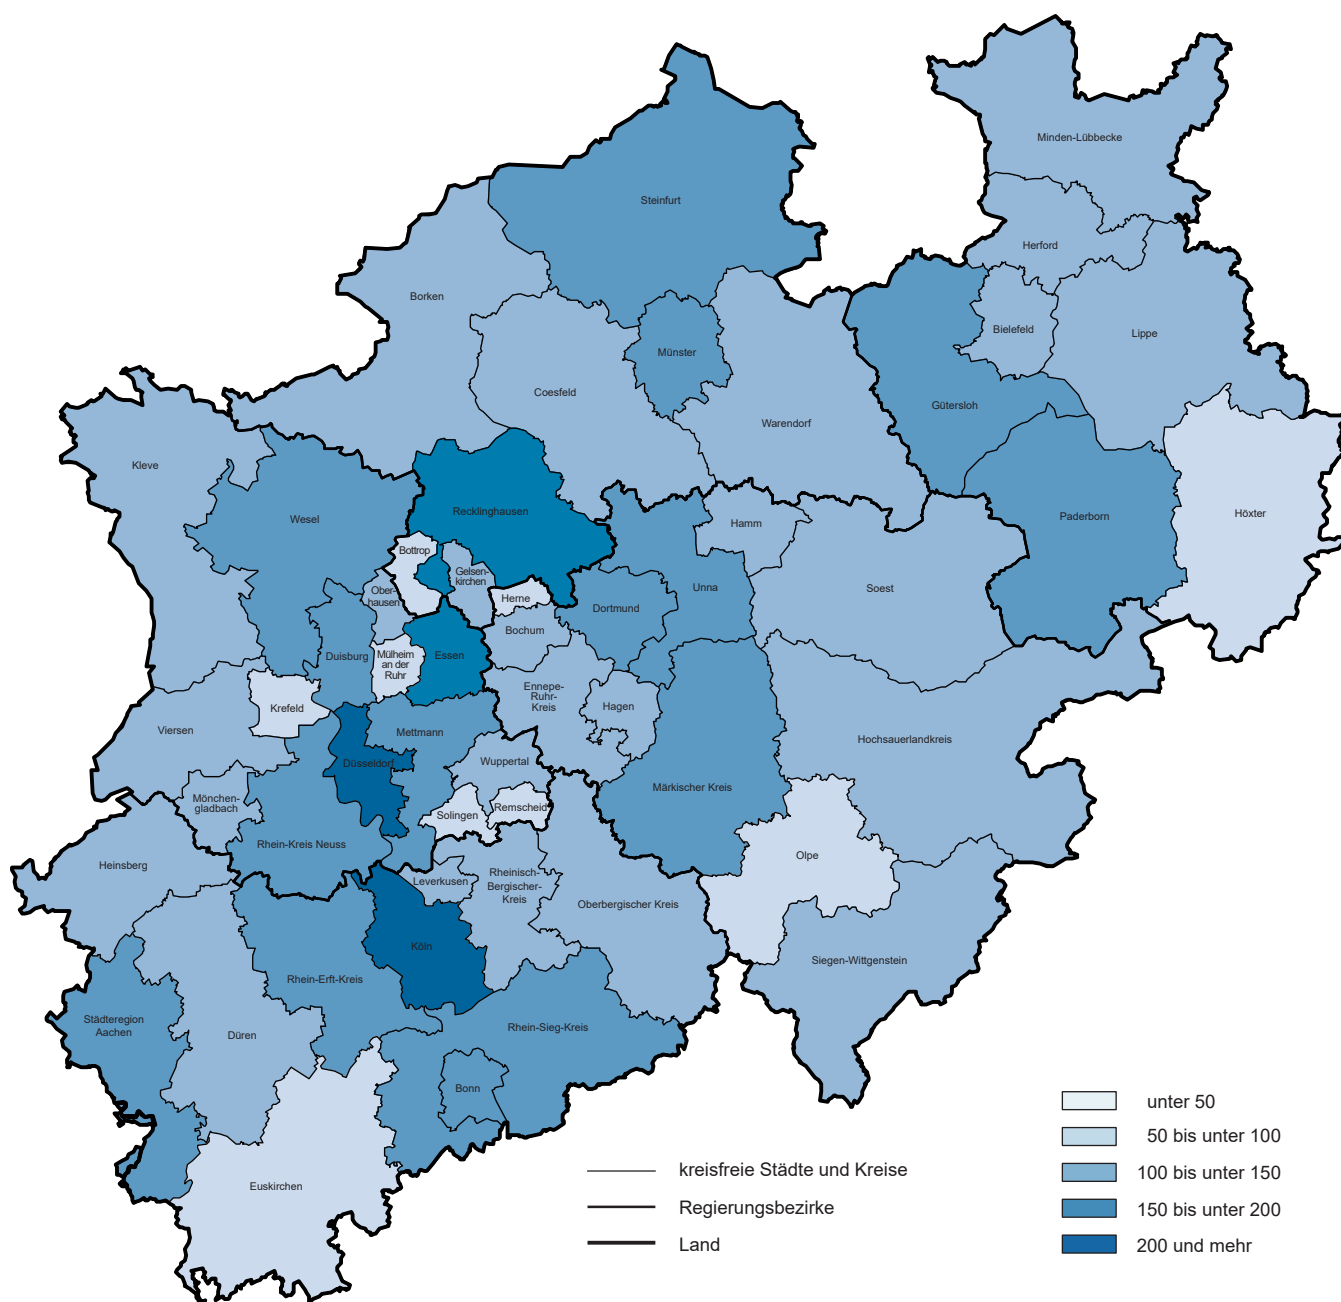 Minden-Lübbecke
Steinfurt
Herford
Borken
Bielefeld
Lippe
Münster
Coesfeld
Gütersloh
Warendorf
Kleve
Recklinghausen
Wesel
Hamm
Paderborn
Höxter
Bottrop
Gelsen-
kirchen
Ober-
hausen
Herne
Dortmund
Unna
Soest
Bochum
Duisburg
Mülheim
an der
Ruhr
Essen
Ennepe-
Ruhr-
Kreis
Hagen
Krefeld
Viersen
Mettmann
Hochsauerlandkreis
Düsseldorf
Wuppertal
Märkischer Kreis
Mönchen-
gladbach
Solingen
Remscheid
Rhein-Kreis Neuss
Olpe
Heinsberg
Leverkusen
Rheinisch-
Bergischer-
Kreis
Oberbergischer Kreis
Köln
Siegen-Wittgenstein
Rhein-Erft-Kreis
Städteregion
Aachen
Düren
Rhein-Sieg-Kreis
Bonn
Euskirchen
kreisfreie Städte und Kreise
Regierungsbezirke
Land
unter 50
50 bis unter 100
100 bis unter 150
150 bis unter 200
200 und mehr